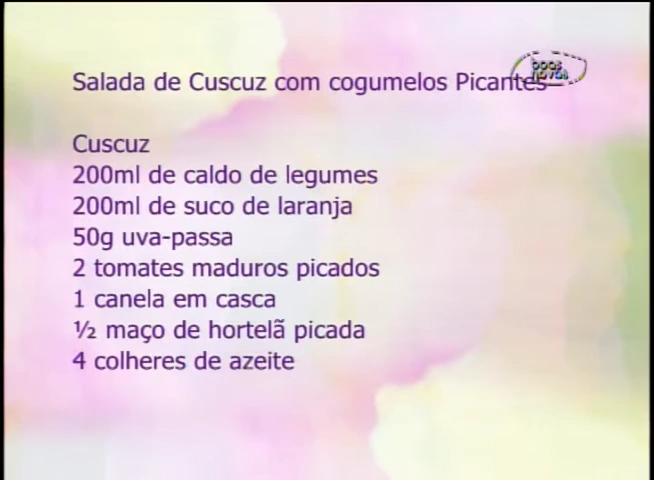 Salada de Cuscuz com cogumelos Picantes
boas
novas
Cuscuz
200ml de caldo de legumes
200ml de suco de laranja
50g uva-passa
2 tomates maduros picados
1 canela em casca
½ maço de hortelã picada
4 colheres de azeite